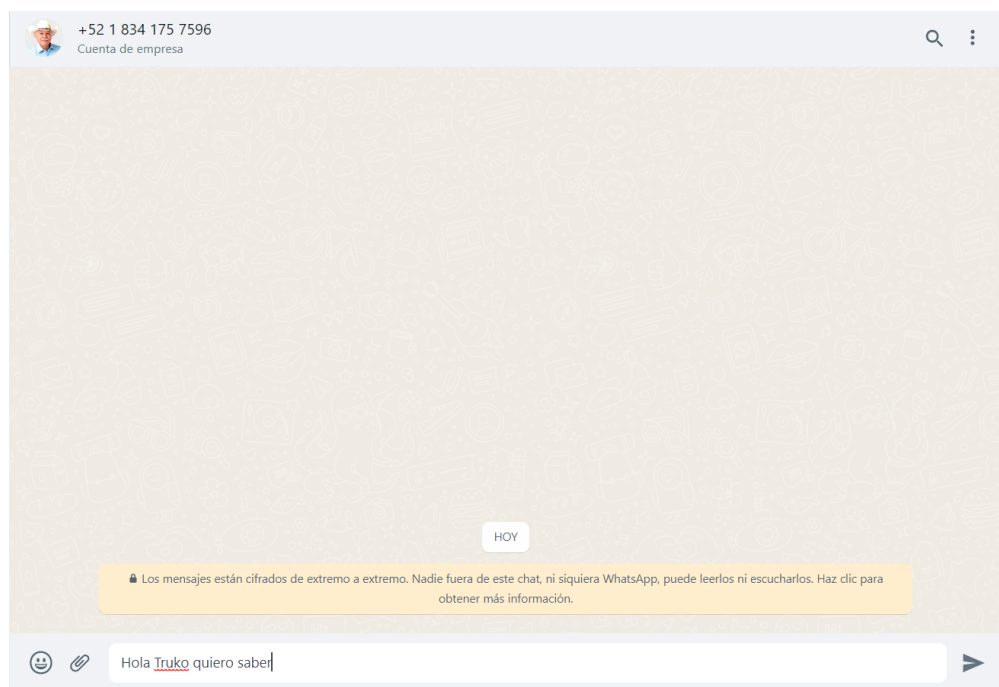 +52 1 834 175 7596
Cuenta de empresa
HOY
Los mensajes están cifrados de extremo a extremo. Nadie fuera de este chat, ni siquiera WhatsApp, puede leerlos ni escucharlos. Haz clic para
obtener más información.
Hola Truko quiero saber